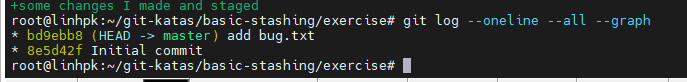 +some changes I made and staged
root@linhpk:~/git-katas/basic-stashing/exercise# git log --oneline --all --graph
* bd9ebb8 (HEAD -> master) add bug.txt
* 8e5d42f Initial commit
root@linhpk:~/git-katas/basic-stashing/exercise#